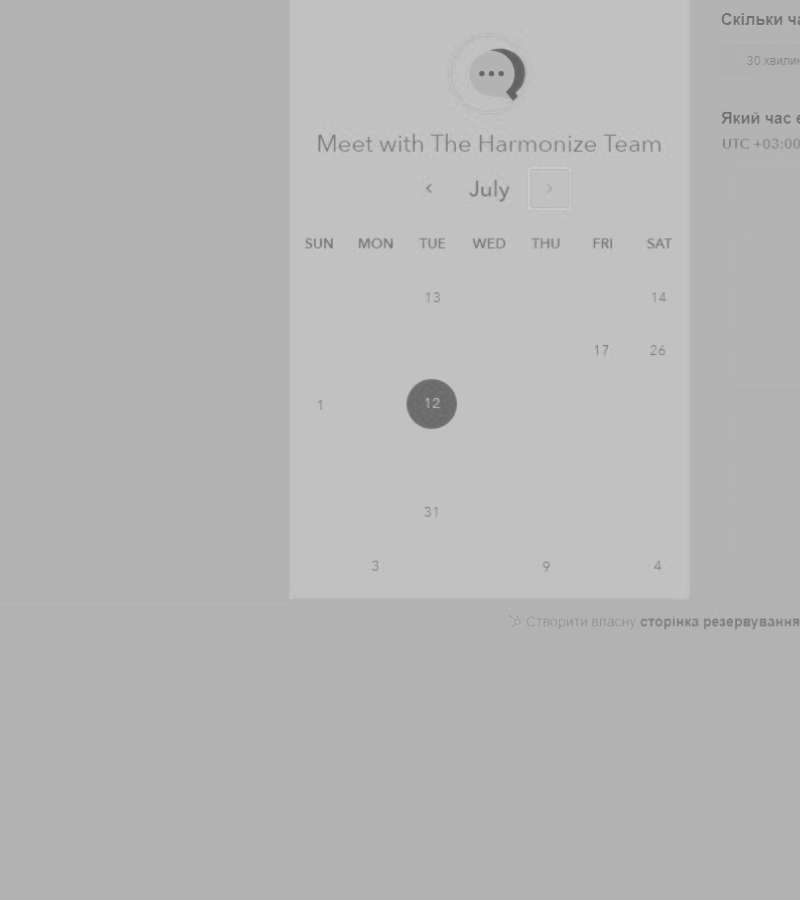 Meet with The Harmonize Team
July
SUN MON TUE WED THU FRI SAT
13 14
17 26
1 12
31
3 9 4
Скільки ча
30 хвилин
Який час є
UTC +03:00
Створити власну сторінка резервування